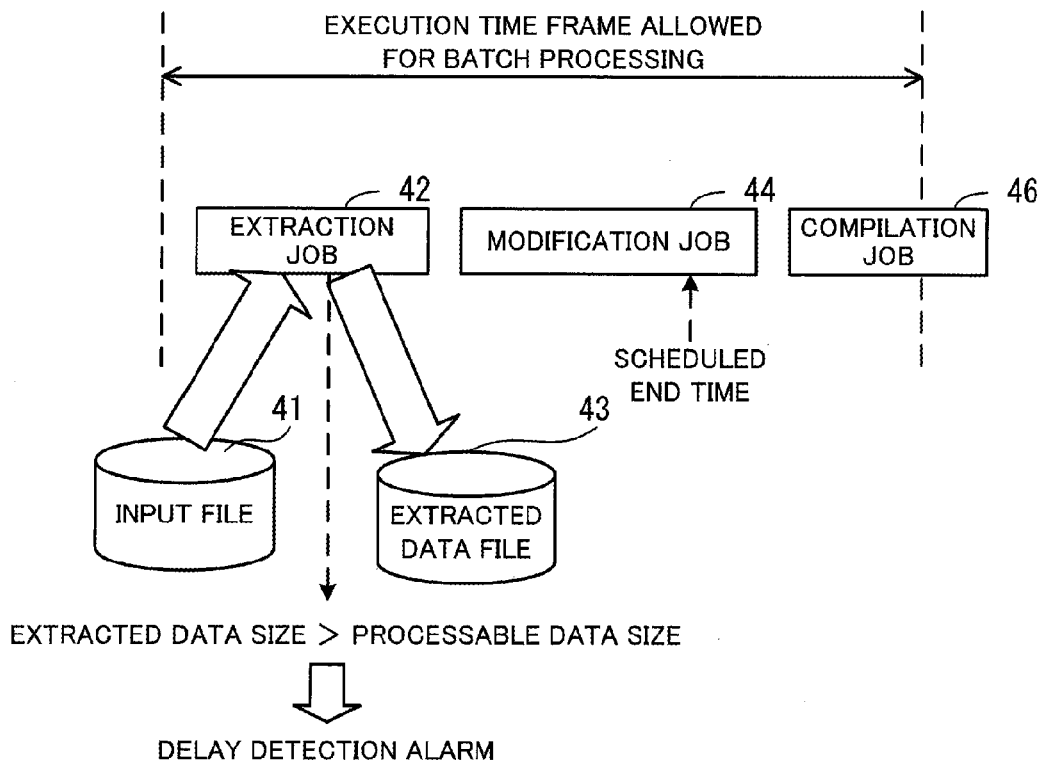 EXECUTION TIME FRAME ALLOWED
FOR BATCH PROCESSING
42
44
46
EXTRACTION
JOB
MODIFICATION JOB
COMPILATION
JOB
SCHEDULED
END TIME
41
43
INPUT FILE
EXTRACTED
DATA FILE
EXTRACTED DATA SIZE > PROCESSABLE DATA SIZE
DELAY DETECTION ALARM